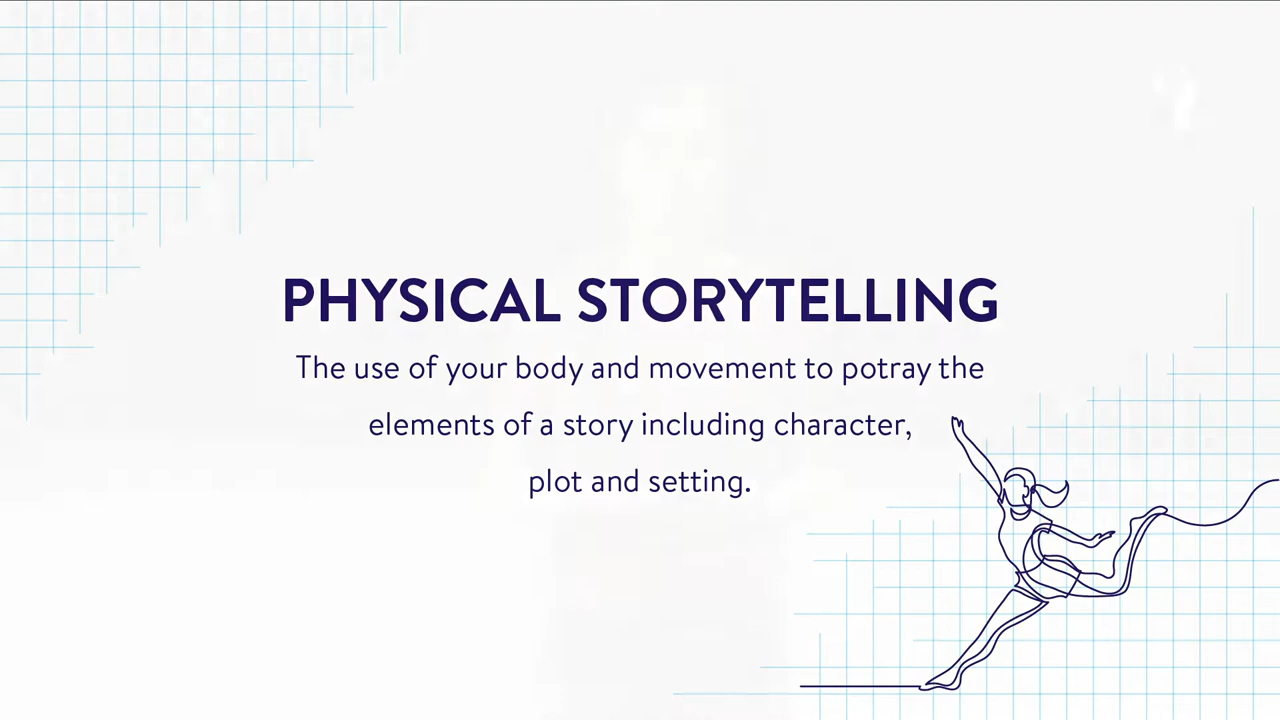 PHYSICAL STORYTELLING
The use of your body and movement to potray the
elements of a story including character,
plot and setting.